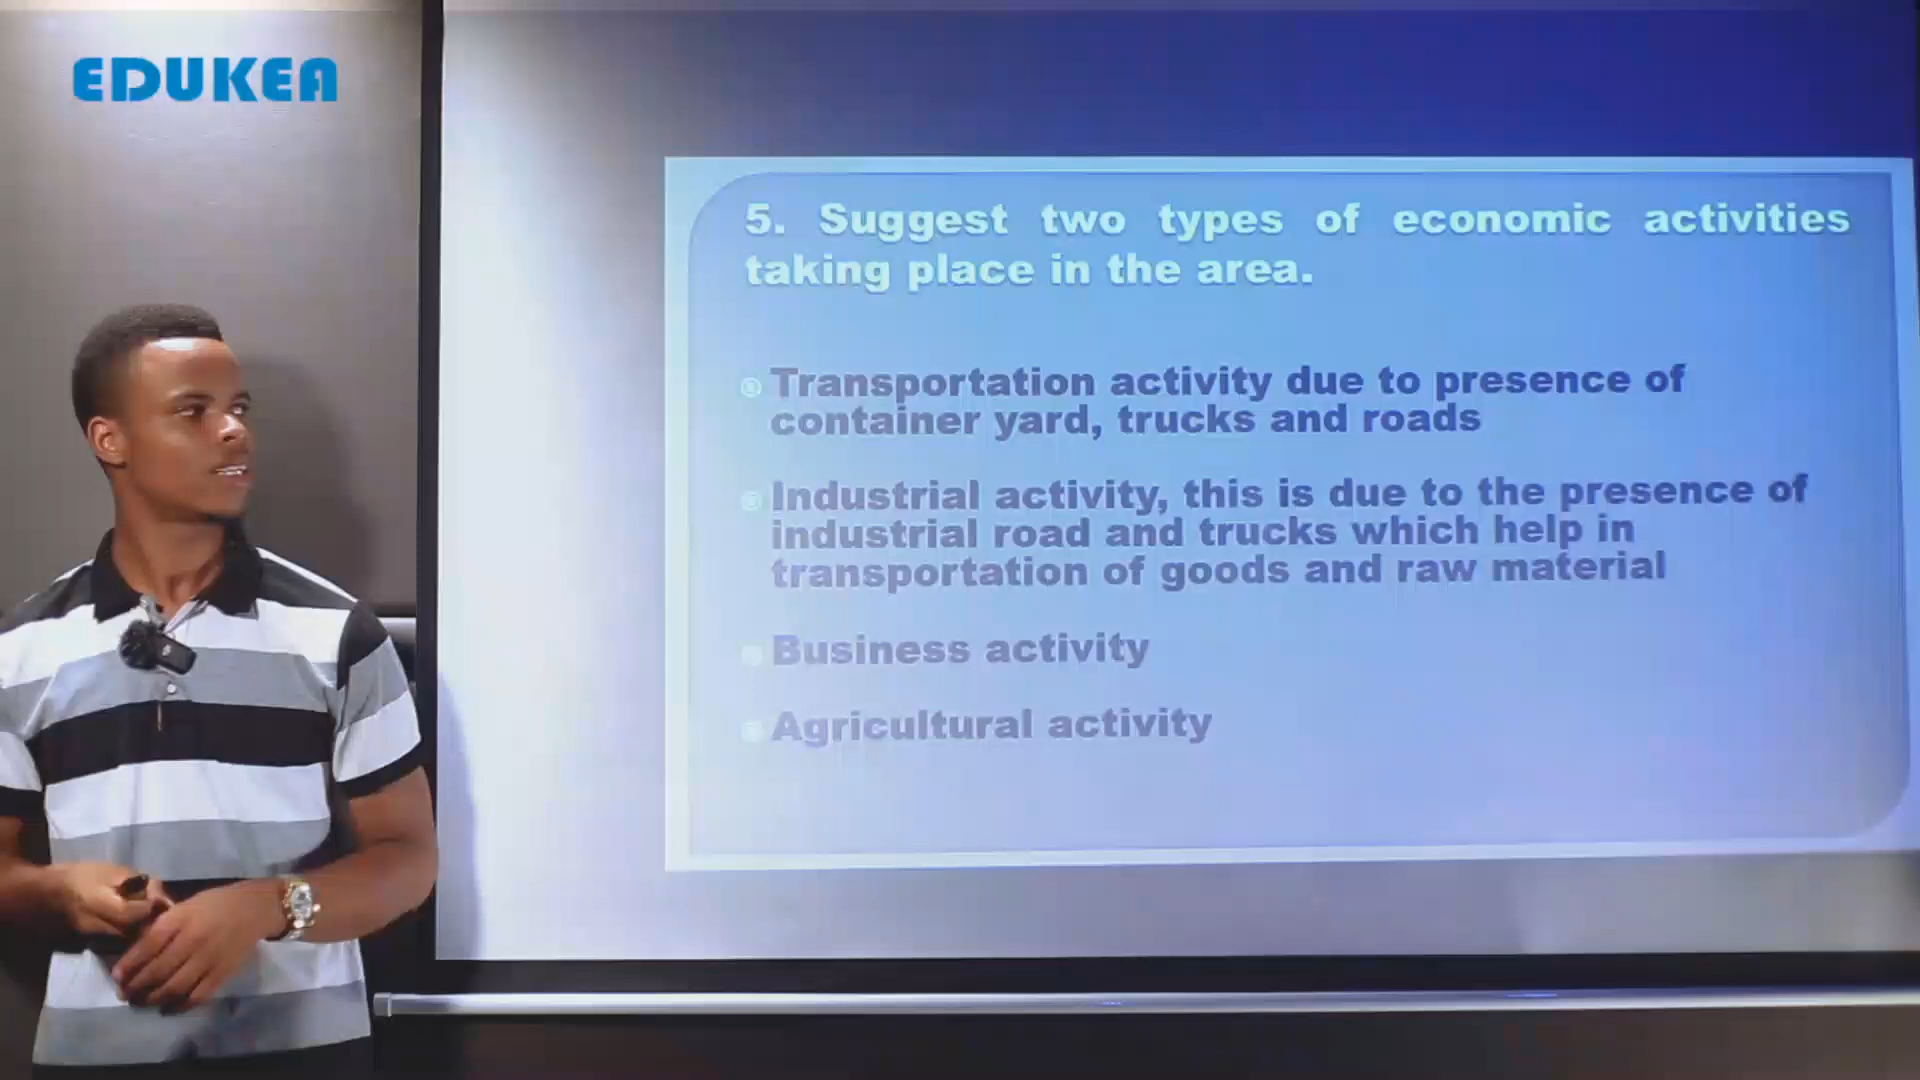 EDUKEA
5. Suggest two types of economic activities
taking place in the area.
Transportation activity due to presence of
container yard, trucks and roads
Industrial activity, this is due to the presence of
industrial road and trucks which help in
transportation of goods and raw material
Business activity
Agricultural activity